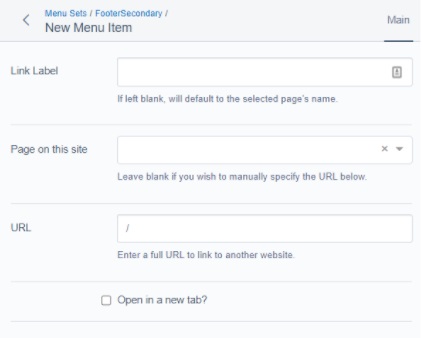 Menu Sets / FooterSecondary /
New Menu Item
Main
Link Label
If left blank, will default to the selected page's name.
Page on this site
Leave blank if you wish to manually specify the URL below.
URL
/
Enter a full URL to link to another website.
Open in a new tab?